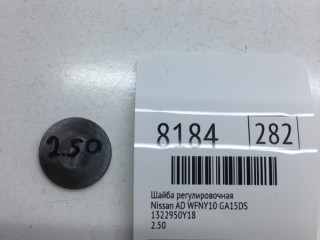 2.50
8184 282
Шайба регулировочная
Nissan AD WFNY10 GA15DS
1322950Y18
2.50